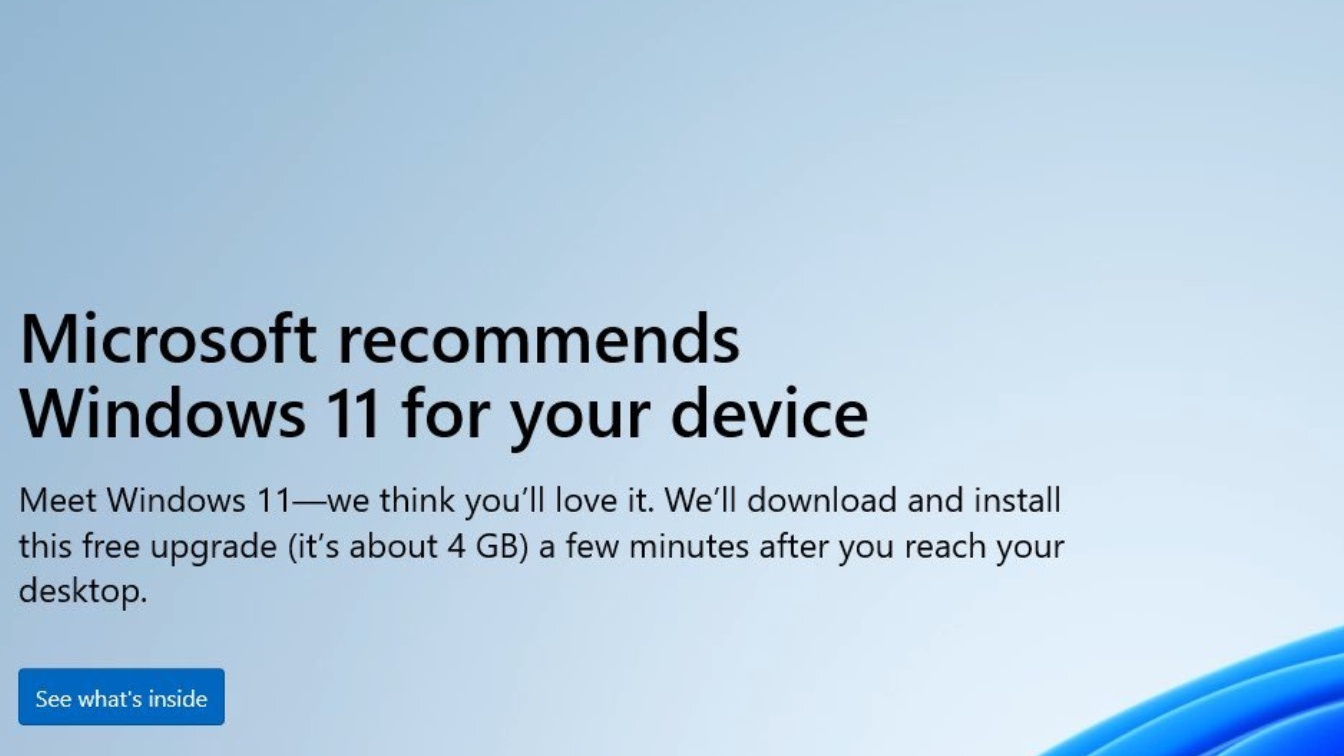 Microsoft recommends
Windows 11 for your device
Meet Windows 11—we think you’ll love it. We’ll download and install
this free upgrade (it’s about 4 GB) a few minutes after you reach your
desktop.
See what's inside